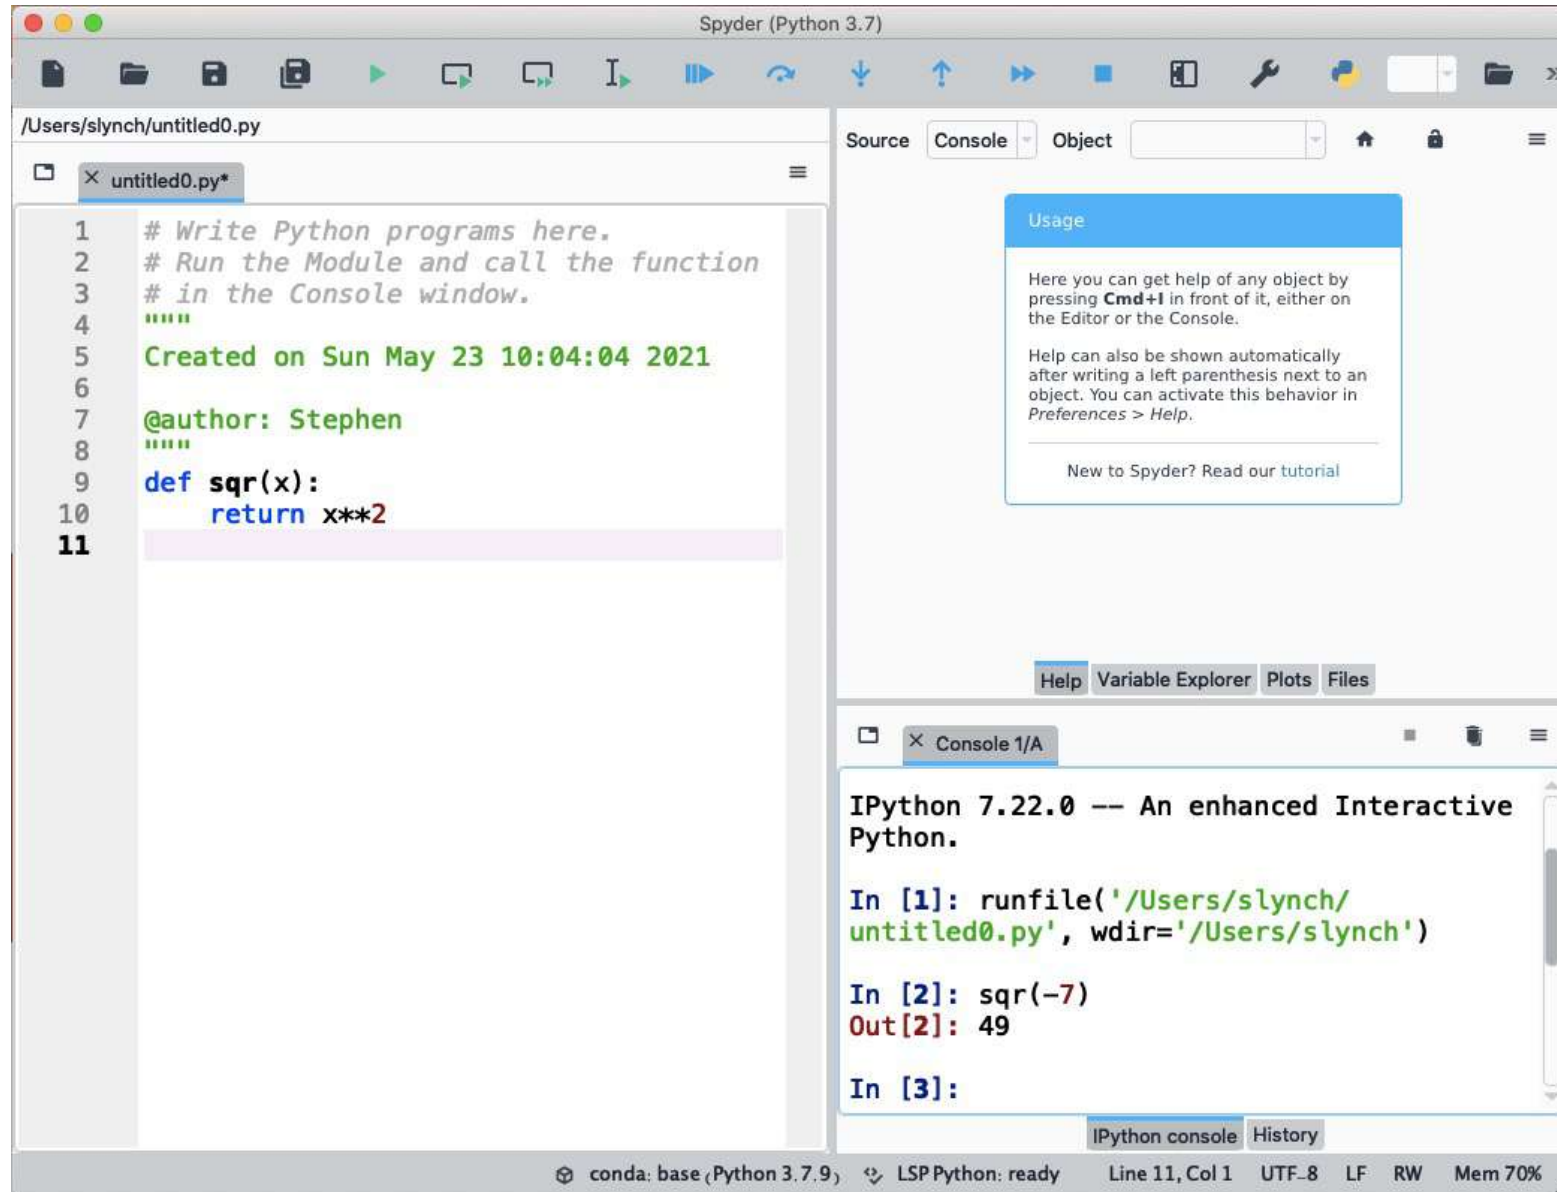 Spyder (Python 3.7)
/Users/slynch/untitled0.py
untitled0.py*
1 # Write Python programs here.
2 # Run the Module and call the function
3 # in the Console window.
4 """
5 Created on Sun May 23 10:04:04 2021
6
7 @author: Stephen
8 """
9 def sqr(x):
10     return x**2
11
Source Console Object
Usage
Here you can get help of any object by
pressing Cmd+I in front of it, either on
the Editor or the Console.
Help can also be shown automatically
after writing a left parenthesis next to an
object. You can activate this behavior in
Preferences > Help.
New to Spyder? Read our tutorial
Help Variable Explorer Plots Files
Console 1/A
IPython 7.22.0 -- An enhanced Interactive
Python.
In [1]: runfile('/Users/slynch/
untitled0.py', wdir='/Users/slynch')
In [2]: sqr(-7)
Out[2]: 49
In [3]:
IPython console History
conda: base (Python 3.7.9) LSP Python: ready Line 11, Col 1 UTF-8 LF RW Mem 70%